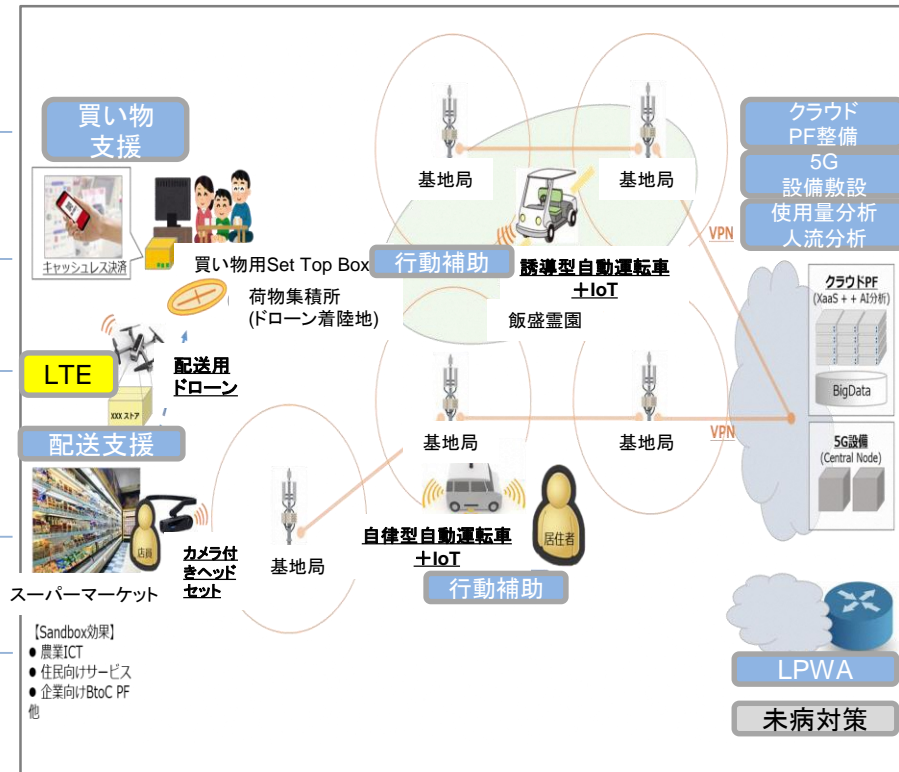 買い物
支援
キャッシュレス決済
買い物用Set Top Box
荷物集積所
(ドローン着陸地)
LTE
配送用
ドローン
XXX ストア
配送支援
店員
カメラ付
きヘッド
セット
スーパーマーケット
【Sandbox効果】
● 農業ICT
● 住民向けサービス
● 企業向けBtoC PF
他
基地局
基地局
行動補助
誘導型自動運転車
+IoT
飯盛霊園
基地局
基地局
基地局
自律型自動運転車
+IoT
居住者
行動補助
VPN
VPN
クラウド
PF整備
5G
設備敷設
使用量分析
人流分析
クラウドPF
(XaaS + + AI分析)
BigData
5G設備
(Central Node)
LPWA
未病対策